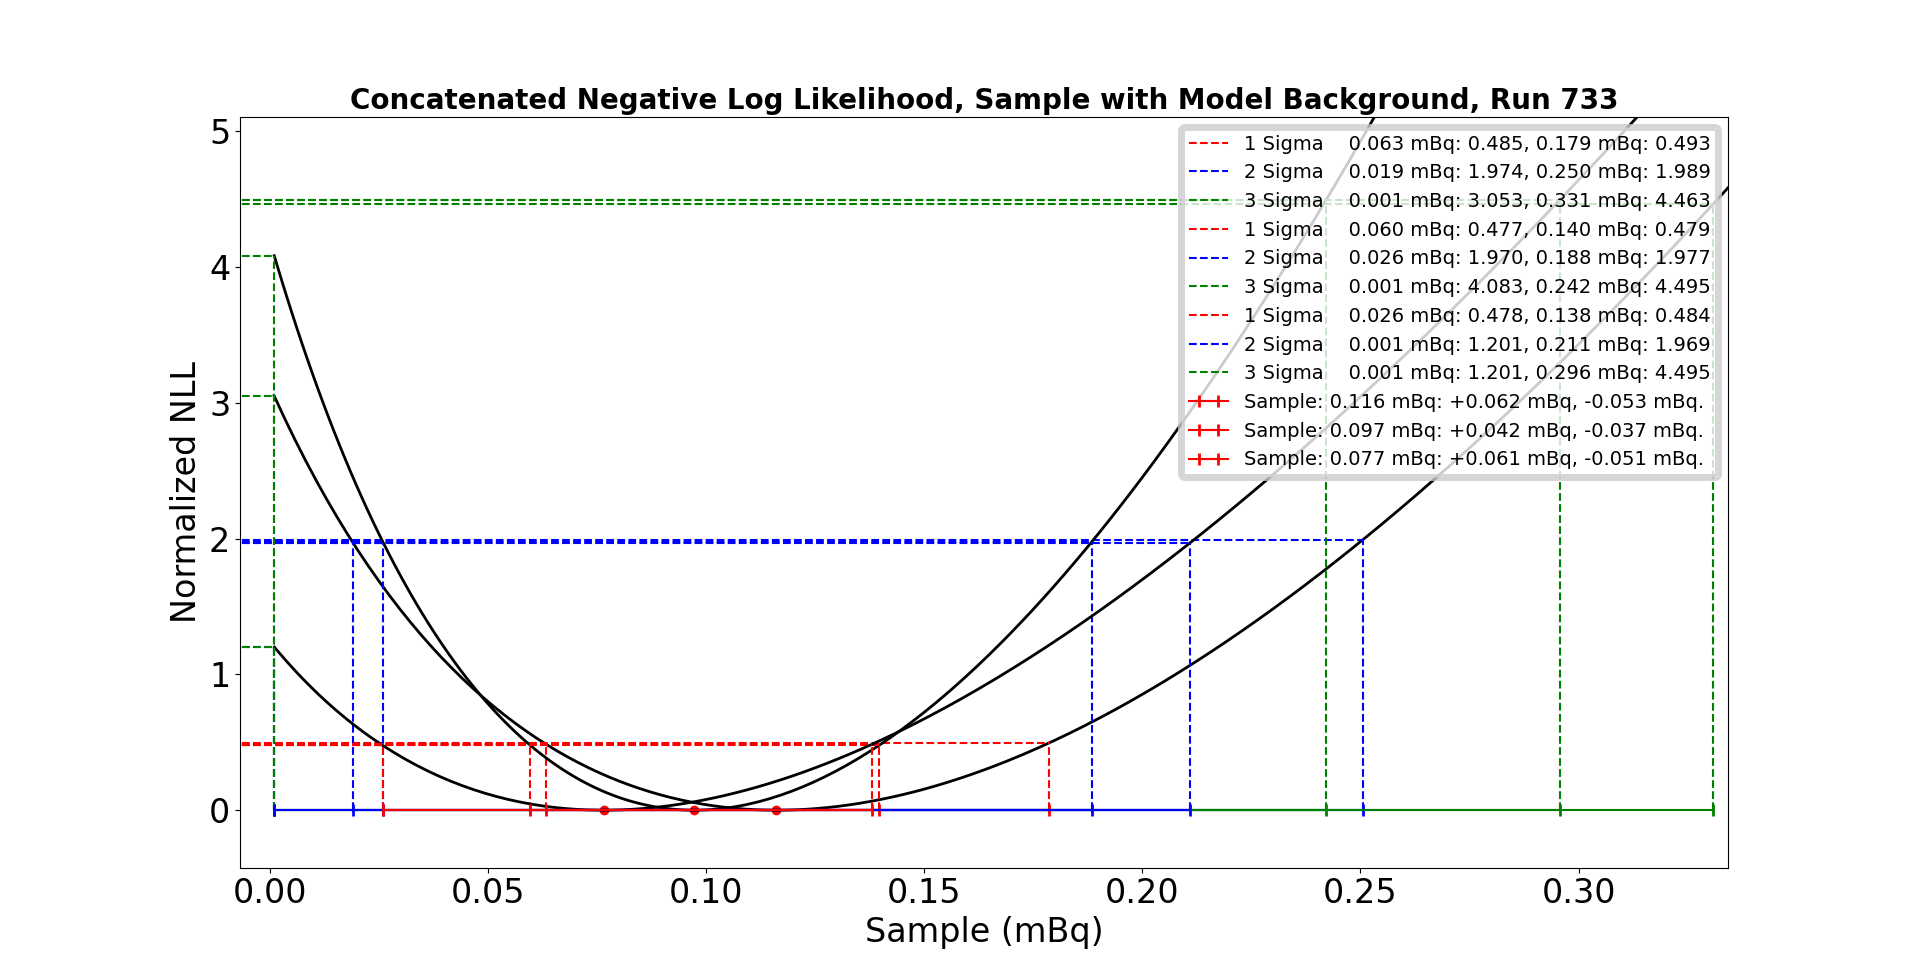 Concatenated Negative Log Likelihood, Sample with Model Background, Run 733
5
4
3
2
1
0
Normalized NLL
1 Sigma 0.063 mBq: 0.485, 0.179 mBq: 0.493
2 Sigma 0.019 mBq: 1.974, 0.250 mBq: 1.989
3 Sigma 0.001 mBq: 3.053, 0.331 mBq: 4.463
1 Sigma 0.060 mBq: 0.477, 0.140 mBq: 0.479
2 Sigma 0.026 mBq: 1.970, 0.188 mBq: 1.977
3 Sigma 0.001 mBq: 4.083, 0.242 mBq: 4.495
1 Sigma 0.026 mBq: 0.478, 0.138 mBq: 0.484
2 Sigma 0.001 mBq: 1.201, 0.211 mBq: 1.969
3 Sigma 0.001 mBq: 1.201, 0.296 mBq: 4.495
Sample: 0.116 mBq: +0.062 mBq, -0.053 mBq.
Sample: 0.097 mBq: +0.042 mBq, -0.037 mBq.
Sample: 0.077 mBq: +0.061 mBq, -0.051 mBq.
0.00 0.05 0.10 0.15 0.20 0.25 0.30
Sample (mBq)